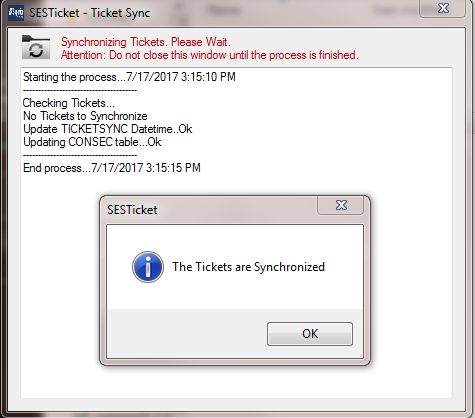 SESTicket - Ticket Sync
Synchronizing Tickets. Please Wait.
Attention: Do not close this window until the process is finished.
Starting the process...7/17/2017 3:15:10 PM
--------------------------------------
Checking Tickets...
No Tickets to Synchronize
Update TICKETSYNC Datetime..Ok
Updating CONSEC table...Ok
--------------------------------------
End process...7/17/2017 3:15:15 PM
SESTicket
The Tickets are Synchronized
OK